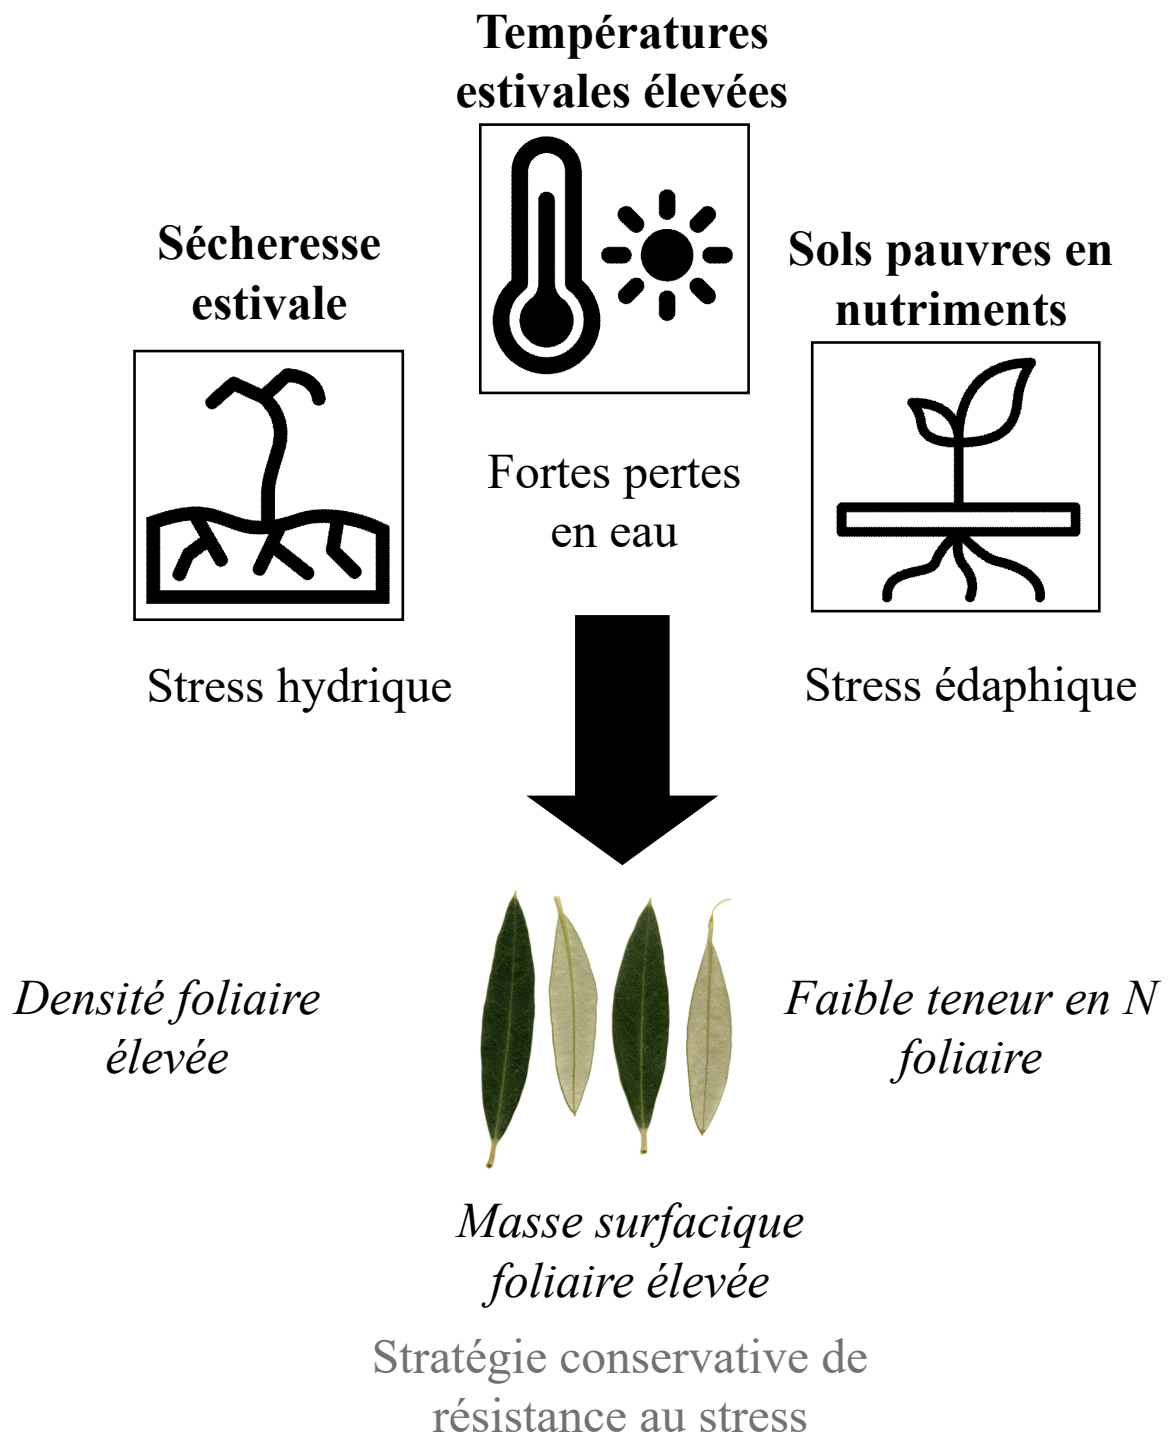 Températures
estivales élevées
Sécheresse
estivale
Sols pauvres en
nutriments
Fortes pertes
en eau
Stress hydrique
Stress édaphique
Densité foliaire
élevée
Faible teneur en N
foliaire
Masse surfacique
foliaire élevée
Stratégie conservative de
résistance au stress